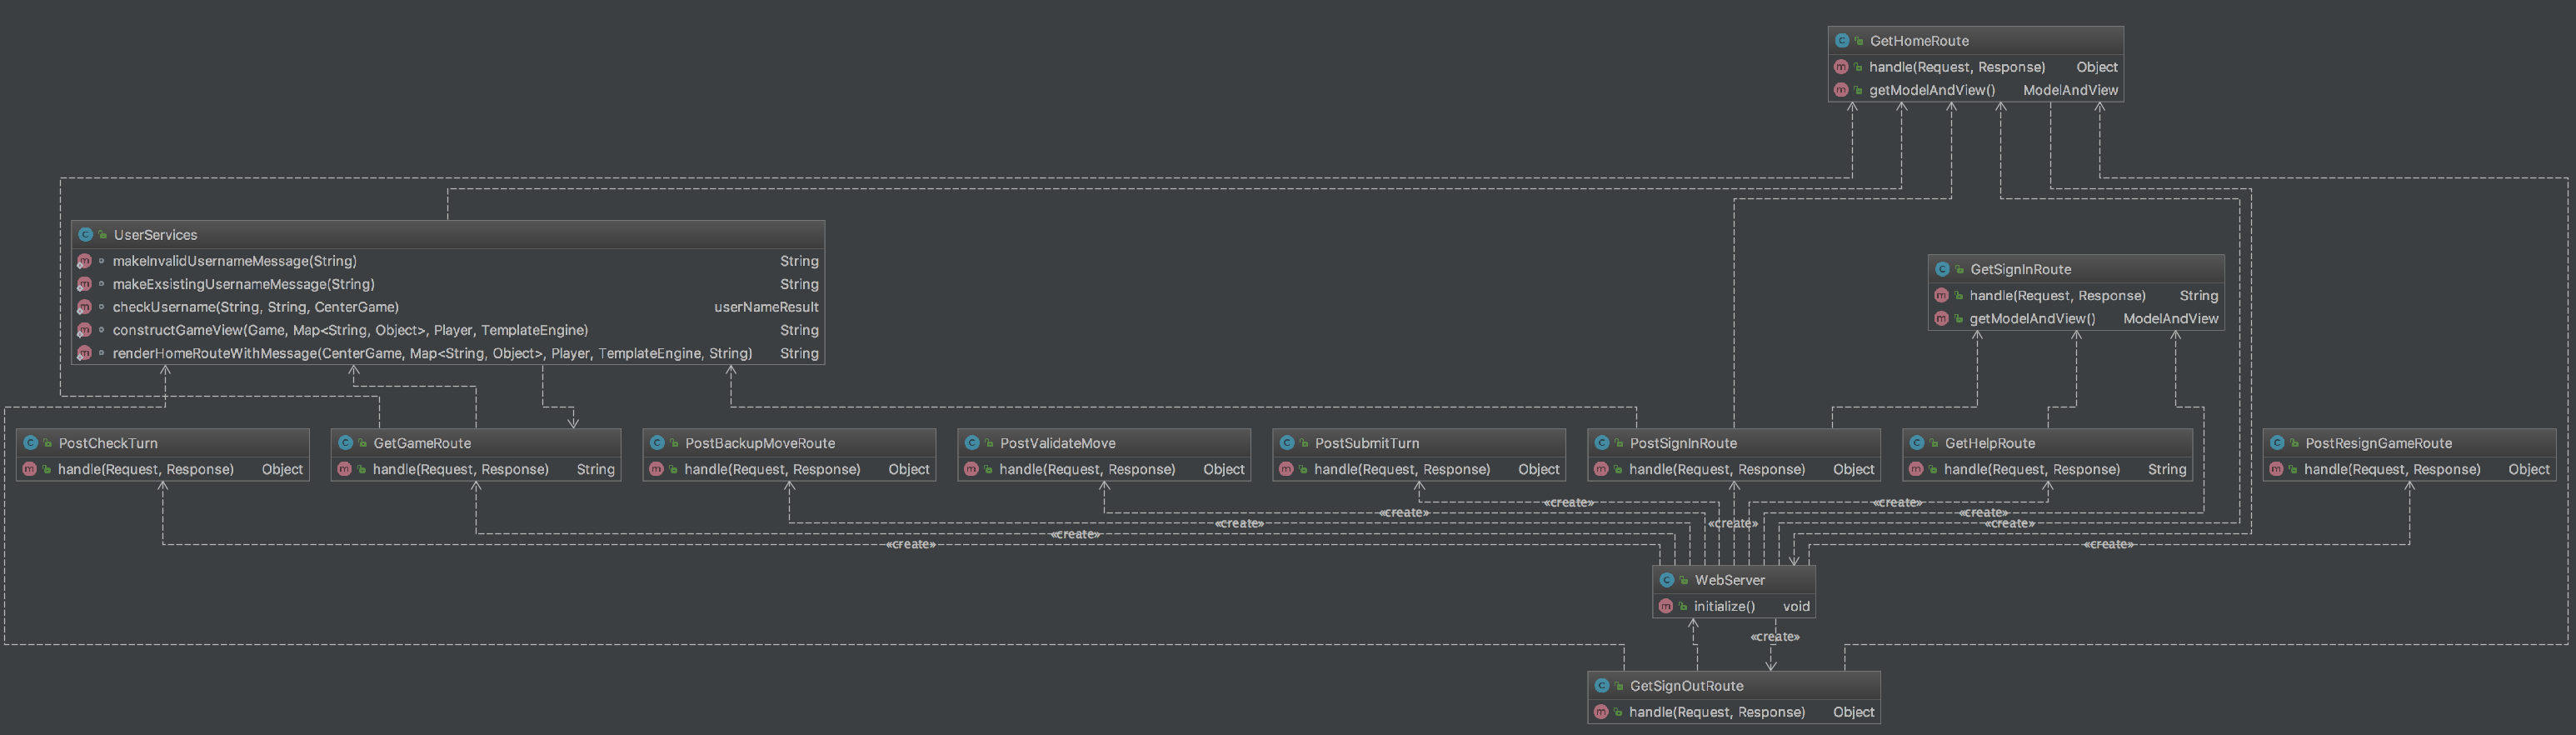 GetHomeRoute
handle(Request, Response) Object
getModelAndView() ModelAndView
UserServices
makeInvalidUsernameMessage(String) String
makeExsistingUsernameMessage(String) String
checkUsername(String, String, CenterGame) userNameResult
constructGameView(Game, Map<String, Object>, Player, TemplateEngine) String
renderHomeRouteWithMessage(CenterGame, Map<String, Object>, Player, TemplateEngine, String) String
GetSignInRoute
handle(Request, Response) String
getModelAndView() ModelAndView
PostCheckTurn
handle(Request, Response) Object
GetGameRoute
handle(Request, Response) String
PostBackupMoveRoute
handle(Request, Response) Object
PostValidateMove
handle(Request, Response) Object
PostSubmitTurn
handle(Request, Response) Object
PostSignInRoute
handle(Request, Response) Object
GetHelpRoute
handle(Request, Response) String
PostResignGameRoute
handle(Request, Response) Object
«create»
«create»
«create»
«create»
«create»
«create»
«create»
«create»
«create»
«create»
WebServer
initialize() void
«create»
GetSignOutRoute
handle(Request, Response) Object